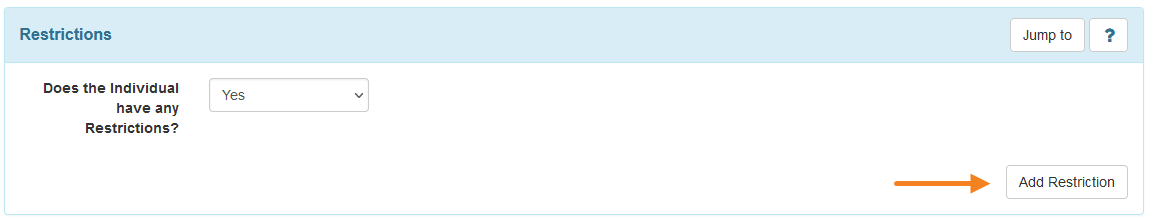 Restrictions
Jump to
?
Does the Individual
have any
Restrictions?
Yes
Add Restriction